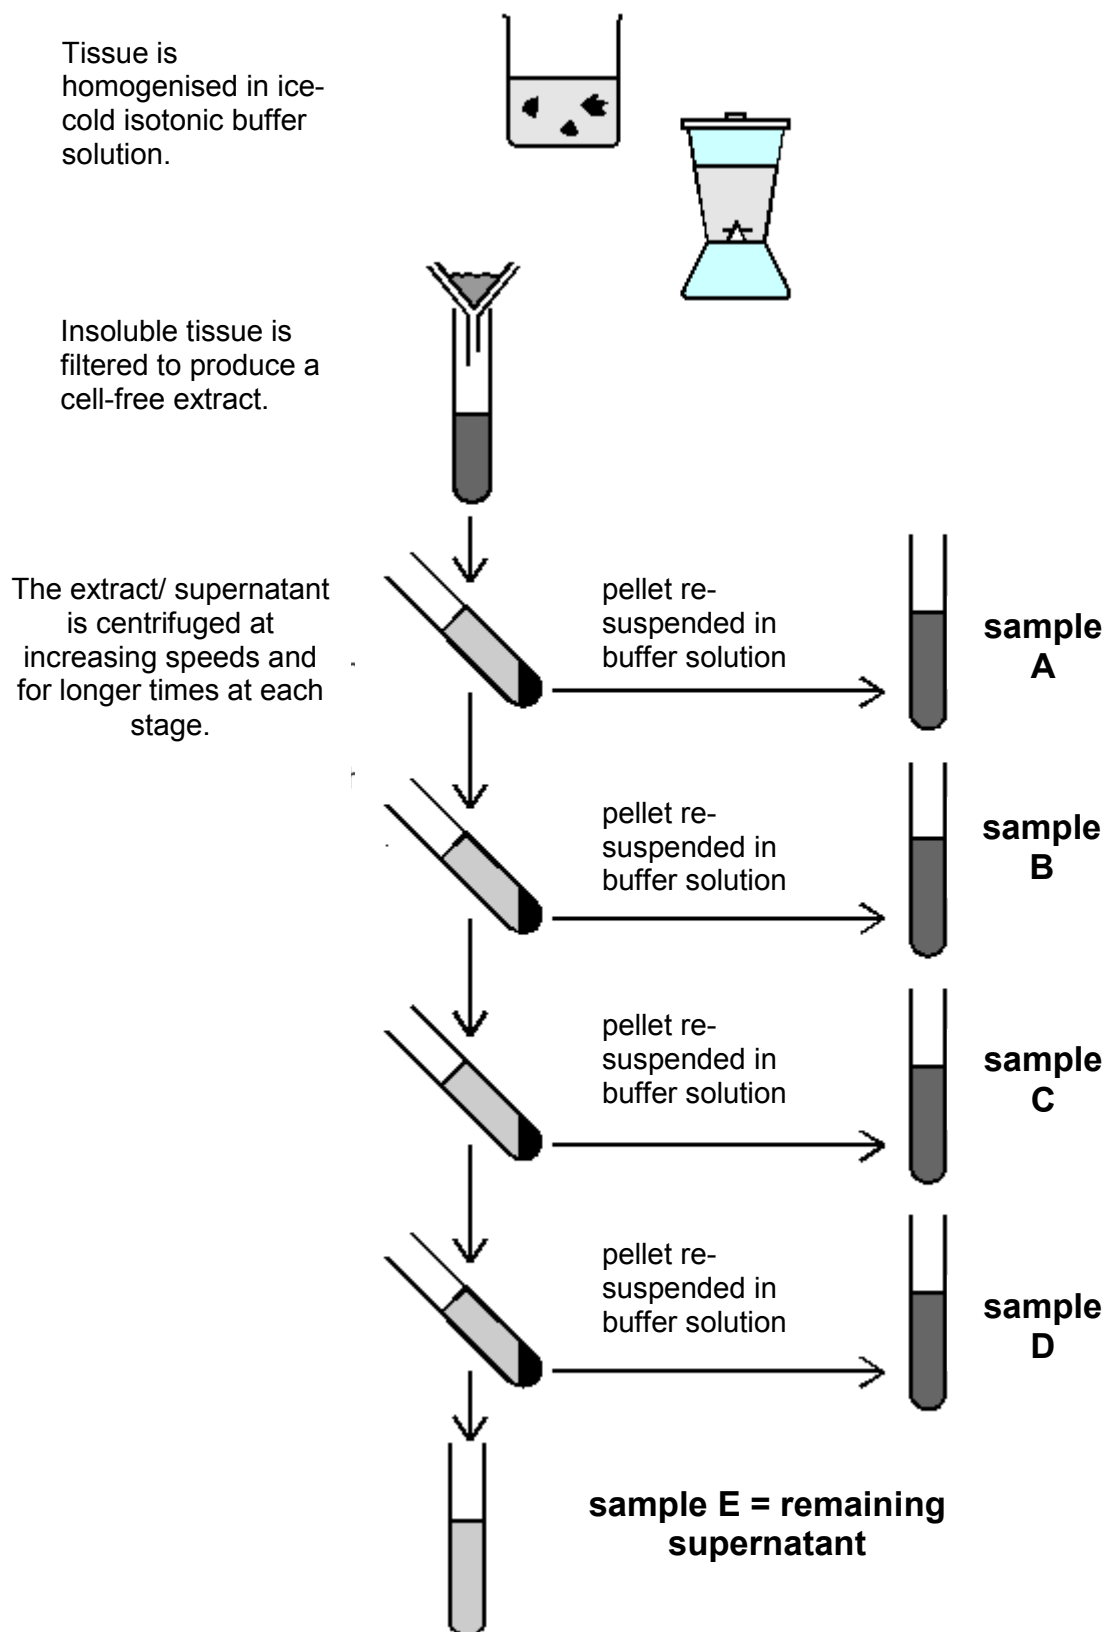 Tissue is
homogenised in ice-
cold isotonic buffer
solution.
Insoluble tissue is
filtered to produce a
cell-free extract.
The extract/ supernatant
is centrifuged at
increasing speeds and
for longer times at each
stage.
pellet re-
suspended in
buffer solution
sample
A
pellet re-
suspended in
buffer solution
sample
B
pellet re-
suspended in
buffer solution
sample
C
pellet re-
suspended in
buffer solution
sample
D
sample E = remaining
supernatant